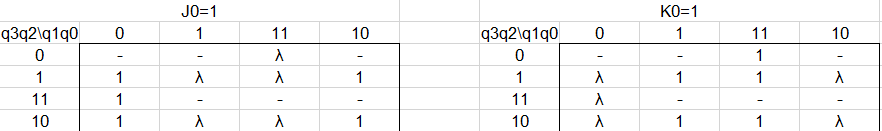 J0=1 K0=1
q3q2\q1q0 0 1 11 10 q3q2\q1q0 0 1 11 10
0 - - λ - 0 - - 1 -
1 1 λ λ 1 1 λ 1 1 λ
11 1 - - - 11 λ - - -
10 1 λ λ 1 10 λ 1 1 λ